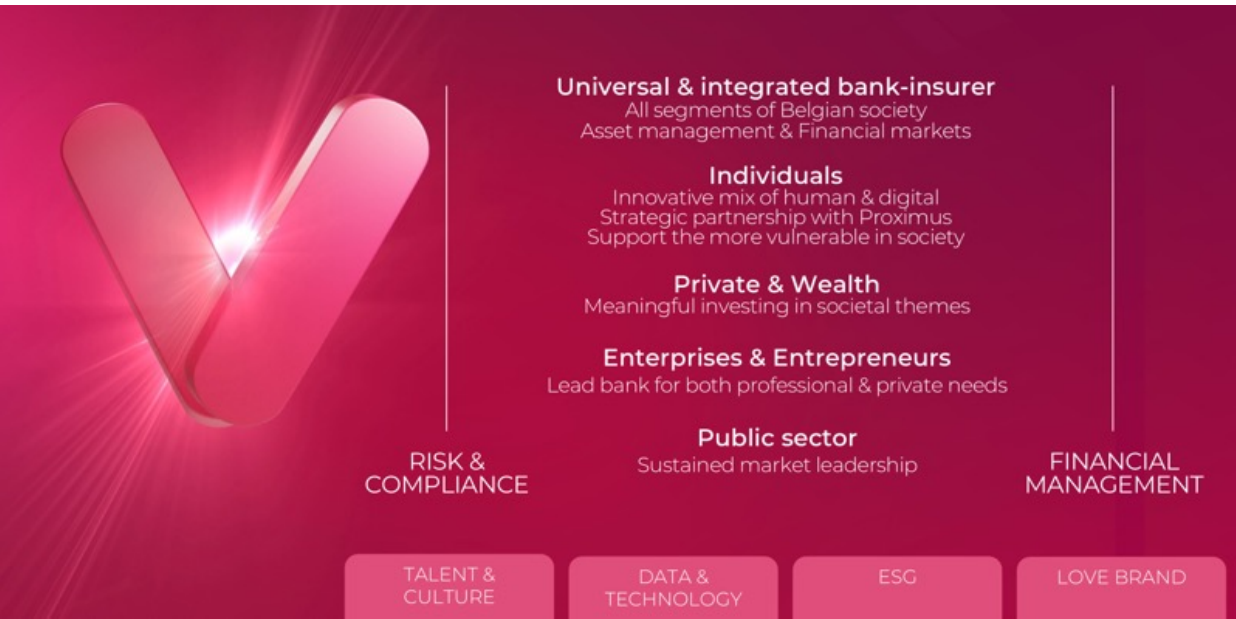 Universal & integrated bank-insurer
All segments of Belgian society
Asset management & Financial markets
Individuals
Innovative mix of human & digital
Strategic partnership with Proximus
Support the more vulnerable in society
Private & Wealth
Meaningful investing in societal themes
Enterprises & Entrepreneurs
Lead bank for both professional & private needs
Public sector
Sustained market leadership
RISK &
COMPLIANCE
FINANCIAL
MANAGEMENT
TALENT &
CULTURE
DATA &
TECHNOLOGY
ESG
LOVE BRAND